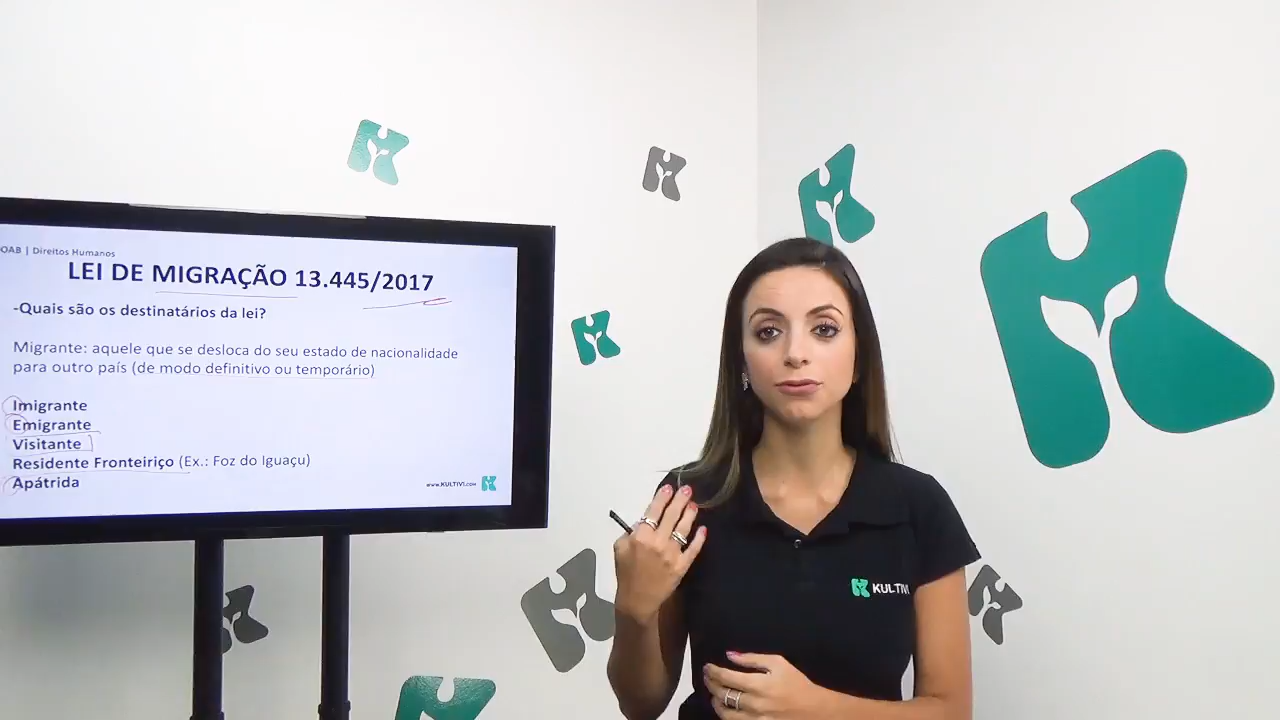 OAB | Direitos Humanos
LEI DE MIGRAÇÃO 13.445/2017
-Quais são os destinatários da lei?
Migrante: aquele que se desloca do seu estado de nacionalidade
para outro país (de modo definitivo ou temporário)
Imigrante
Emigrante
Visitante
Residente Fronteiriço (Ex.: Foz do Iguaçu)
Apátrida
www.KULTIVI.com
KULTIVI